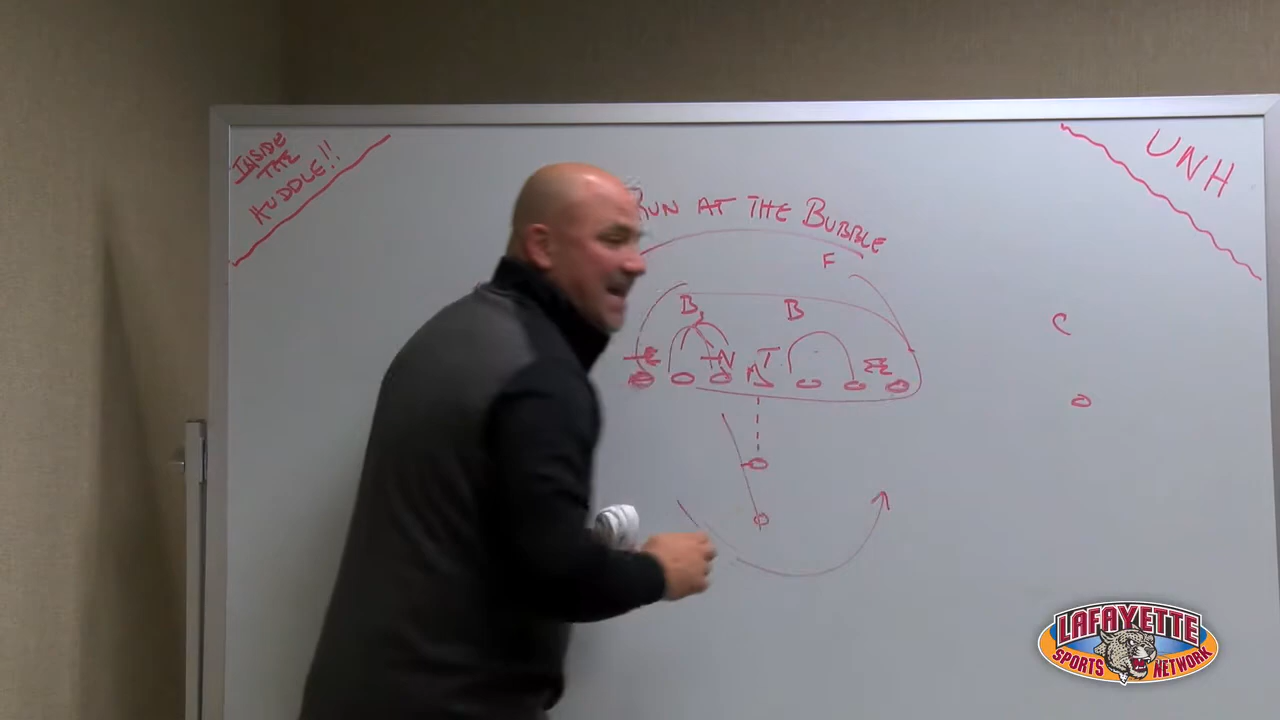 INSIDE
THE
HUDDLE!!
UNH
RUN AT THE BUBBLE
F
B
B
C
E
N
T
E
LAFAYETTE
SPORTS NETWORK